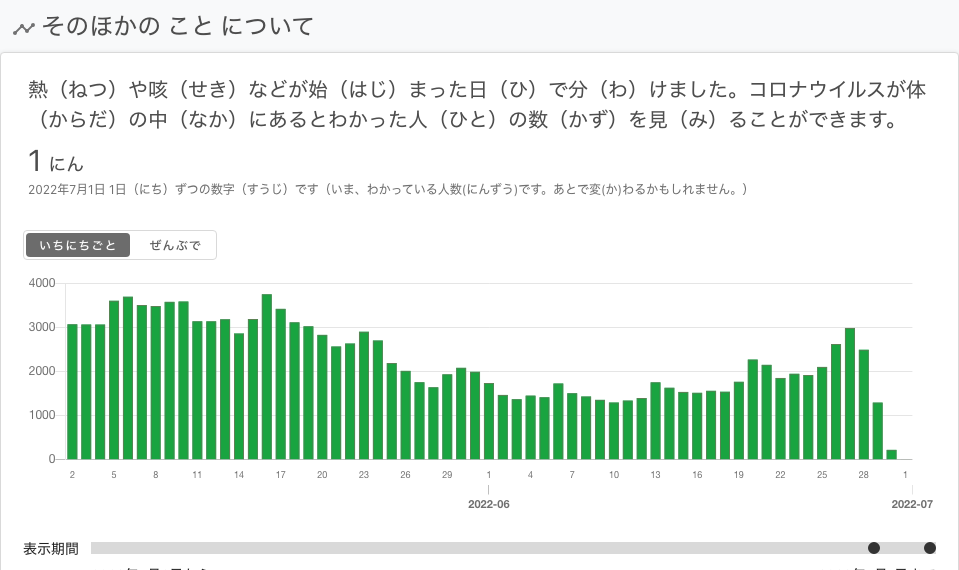 そのほかの こと について
熱（ねつ）や咳（せき）などが始（はじ）まった日（ひ）で分（わ）けました。コロナウイルスが体
（からだ）の中（なか）にあるとわかった人（ひと）の数（かず）を見（み）ることができます。
1 にん
2022年7月1日 1日（にち）ずつの数字（すうじ）です（いま、わかっている人数(にんずう)です。あとで変(か)わるかもしれません。）
いちにちごと ぜんぶで
4000
3000
2000
1000
0
2 5 8 11 14 17 20 23 26 29 1 4 7 10 13 16 19 22 25 28 1
2022-06 2022-07
表示期間